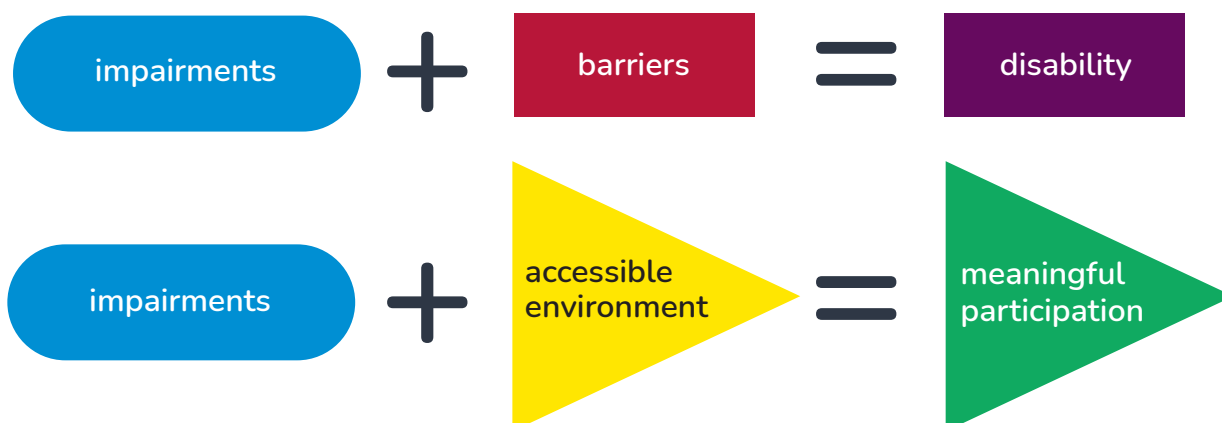 impairments + barriers = disability
impairments + accessible environment = meaningful participation